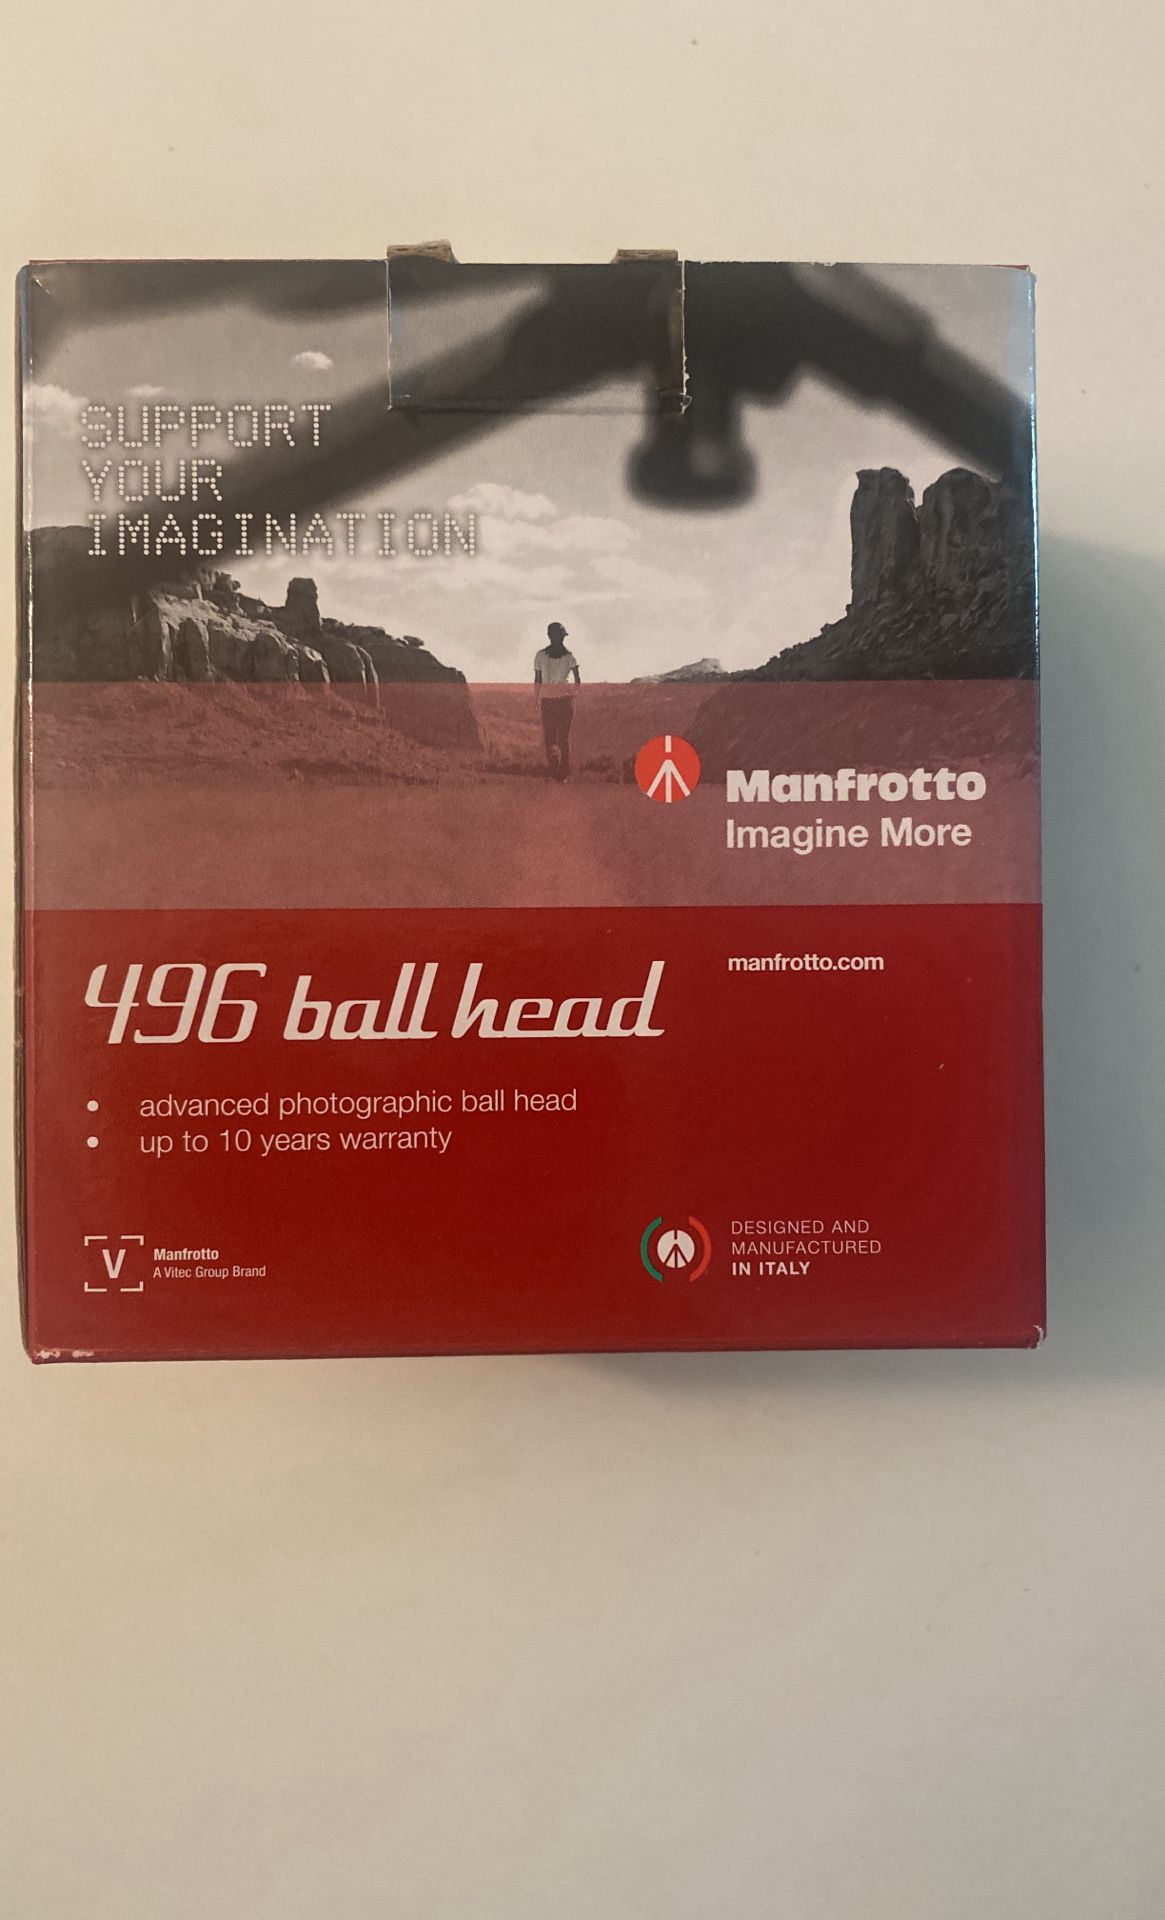 SUPPORT
YOUR
IMAGINATION
Manfrotto
Imagine More
496 ball head
manfrotto.com
• advanced photographic ball head
• up to 10 years warranty
V
Manfrotto
A Vitec Group Brand
DESIGNED AND
MANUFACTURED
IN ITALY